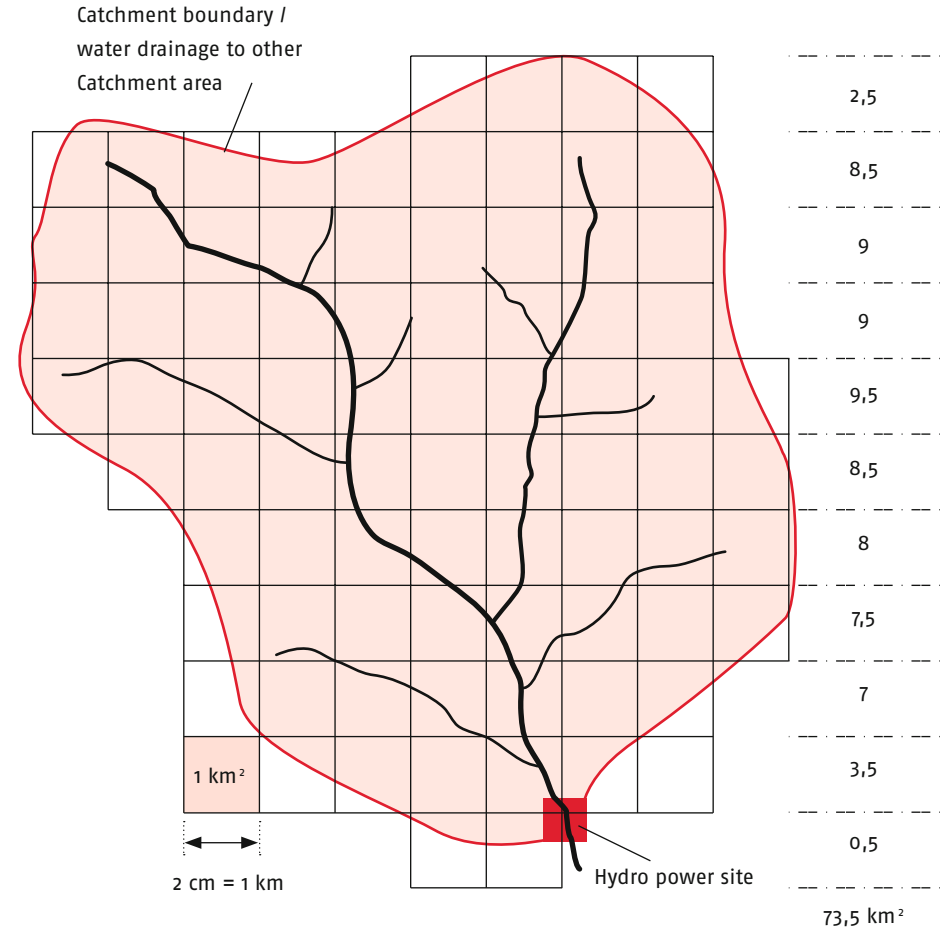 Catchment boundary /
water drainage to other
Catchment area
2,5
8,5
9
9
9,5
8,5
8
7,5
7
1 km²
3,5
0,5
2 cm = 1 km
Hydro power site
73,5 km²